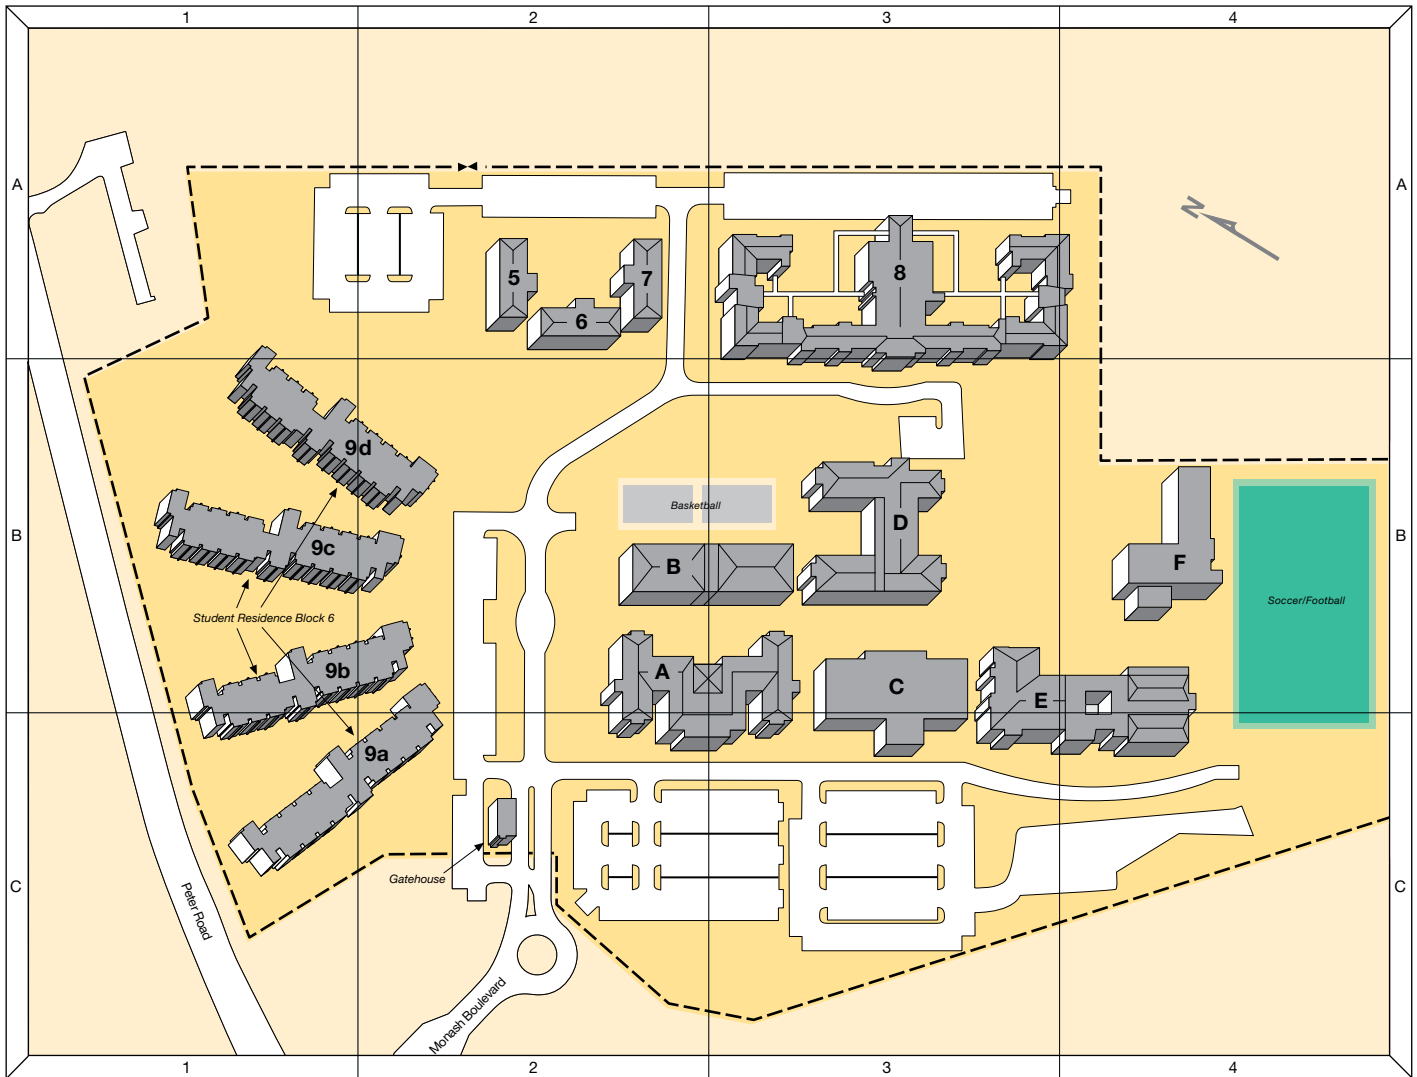 1 2 3 4
A A
N
5 7 8
6
9d
Basketball
D
B
9c
B F B
Soccer/Football
Student Residence Block 6
9b A C E
9a
Gatehouse
C C
Peter Road
Monash Boulevard
1 2 3 4